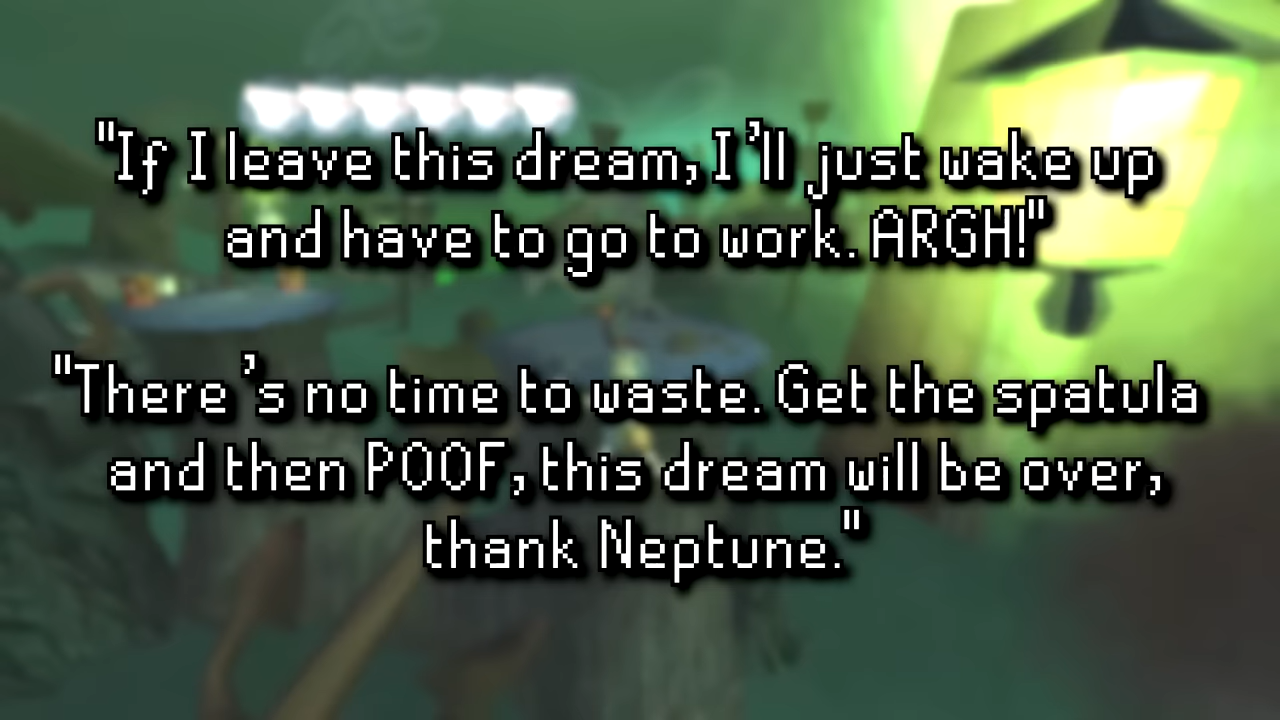 "If I leave this dream, I'll just wake up
and have to go to work. ARGH!"
"There's no time to waste. Get the spatula
and then POOF, this dream will be over,
thank Neptune."